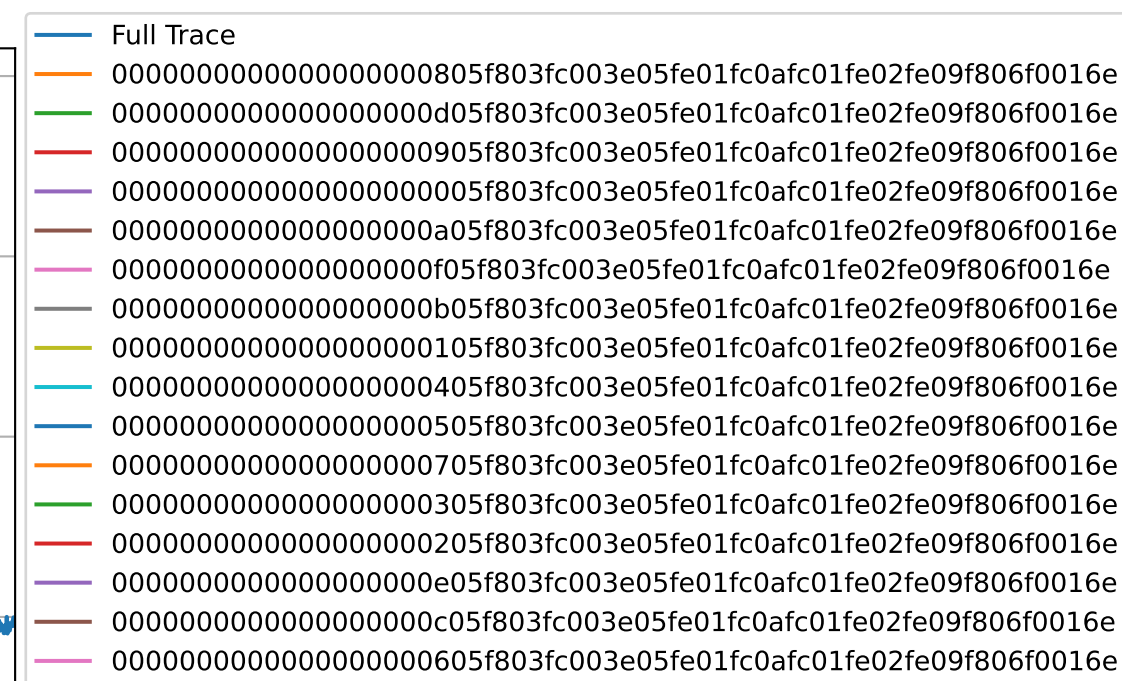 Full Trace
0000000000000000000805f803fc003e05fe01fc0afc01fe02fe09f806f0016e
0000000000000000000d05f803fc003e05fe01fc0afc01fe02fe09f806f0016e
0000000000000000000905f803fc003e05fe01fc0afc01fe02fe09f806f0016e
0000000000000000000005f803fc003e05fe01fc0afc01fe02fe09f806f0016e
0000000000000000000a05f803fc003e05fe01fc0afc01fe02fe09f806f0016e
0000000000000000000f05f803fc003e05fe01fc0afc01fe02fe09f806f0016e
0000000000000000000b05f803fc003e05fe01fc0afc01fe02fe09f806f0016e
0000000000000000000105f803fc003e05fe01fc0afc01fe02fe09f806f0016e
0000000000000000000405f803fc003e05fe01fc0afc01fe02fe09f806f0016e
0000000000000000000505f803fc003e05fe01fc0afc01fe02fe09f806f0016e
0000000000000000000705f803fc003e05fe01fc0afc01fe02fe09f806f0016e
0000000000000000000305f803fc003e05fe01fc0afc01fe02fe09f806f0016e
0000000000000000000205f803fc003e05fe01fc0afc01fe02fe09f806f0016e
0000000000000000000e05f803fc003e05fe01fc0afc01fe02fe09f806f0016e
0000000000000000000c05f803fc003e05fe01fc0afc01fe02fe09f806f0016e
0000000000000000000605f803fc003e05fe01fc0afc01fe02fe09f806f0016e